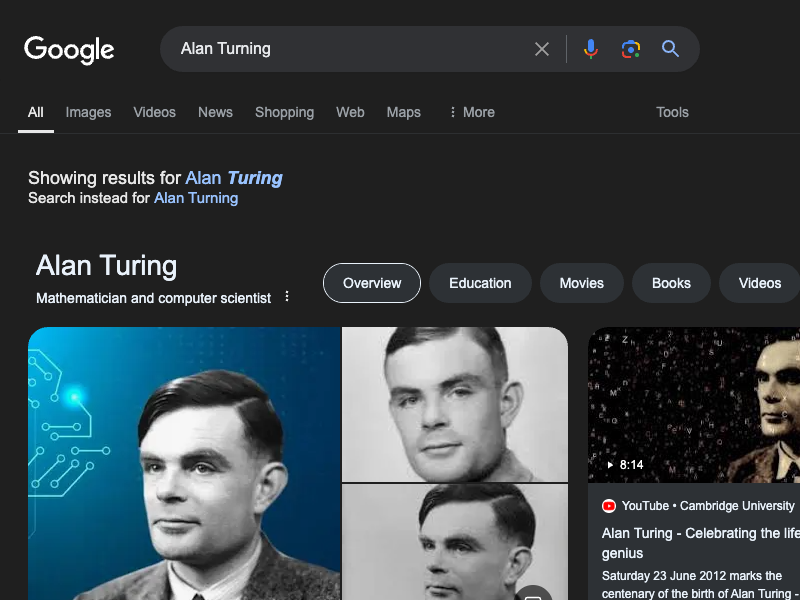 Google
Alan Turning
All Images Videos News Shopping Web Maps More Tools
Showing results for Alan Turing
Search instead for Alan Turning
Alan Turing
Mathematician and computer scientist
Overview Education Movies Books Videos
8:14
YouTube • Cambridge University
Alan Turing - Celebrating the life
genius
Saturday 23 June 2012 marks the
centenary of the birth of Alan Turing -